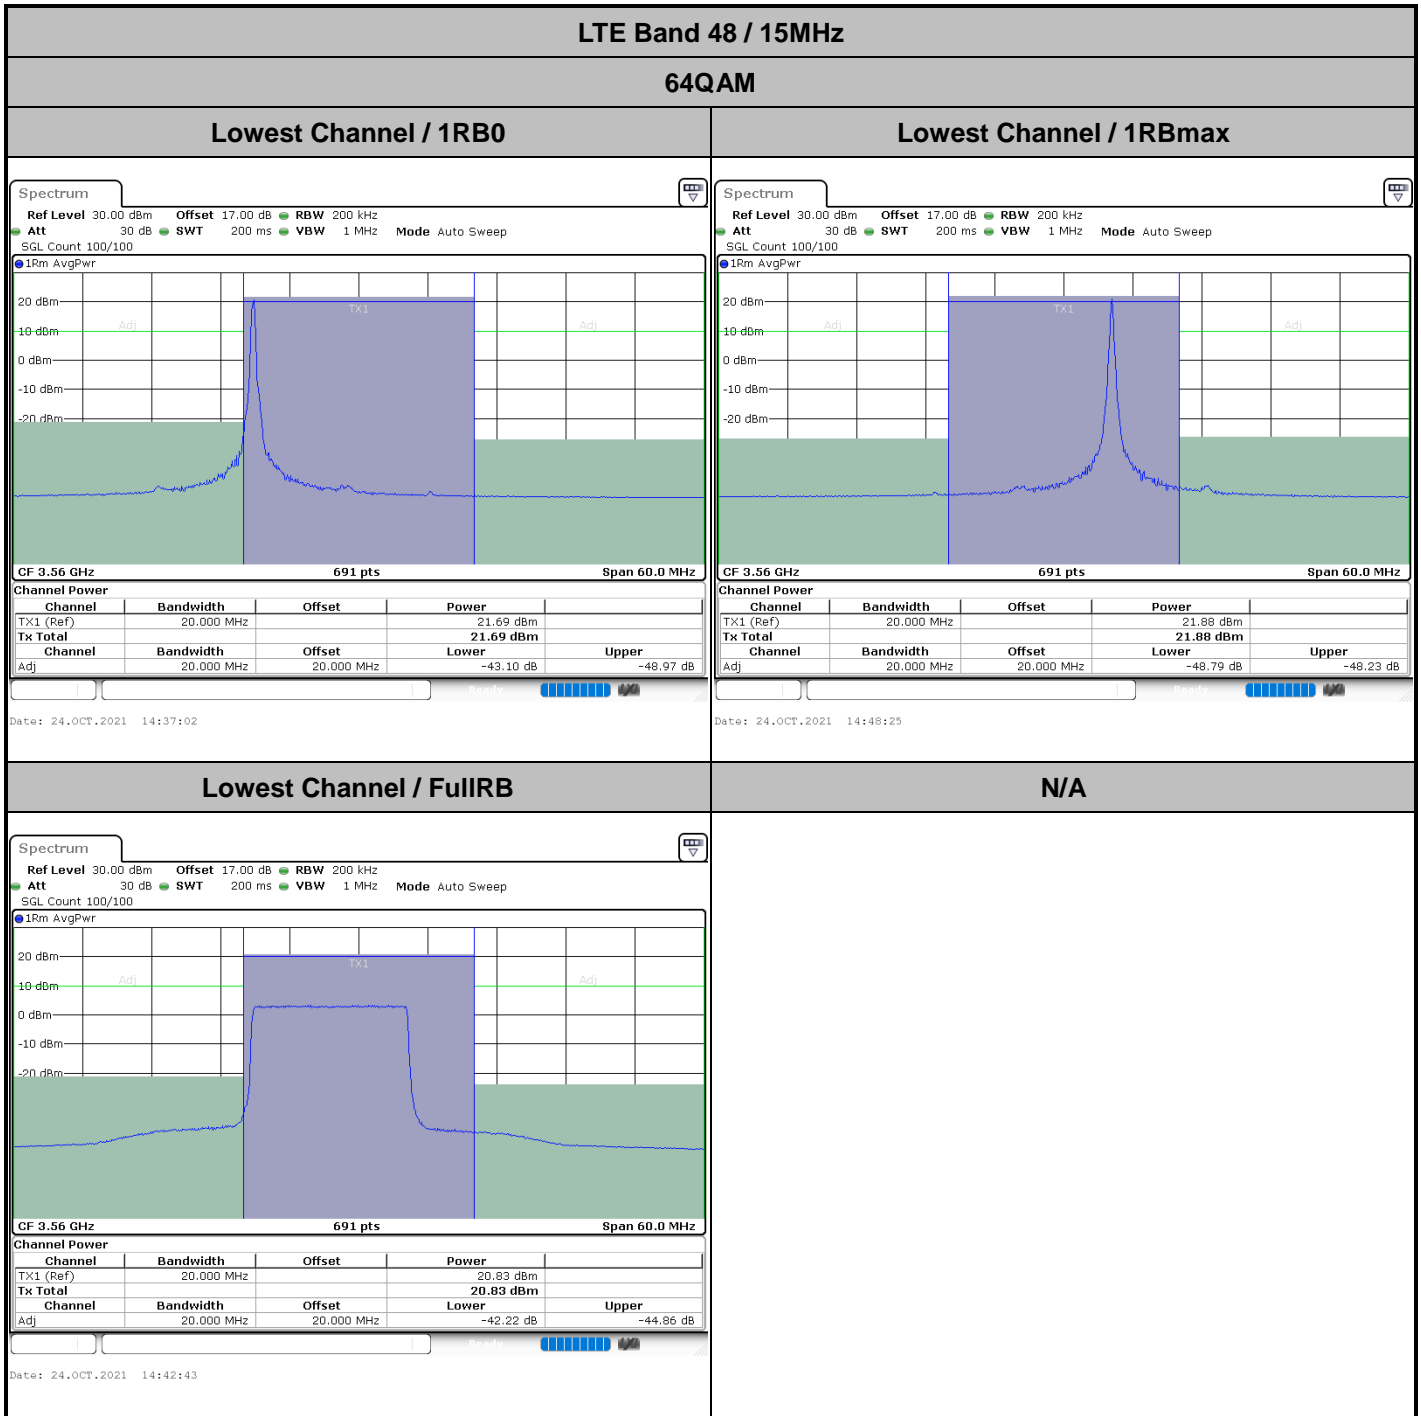 LTE Band 48 / 15MHz
64QAM
Lowest Channel / 1RB0
Lowest Channel / 1RBmax
Spectrum
Ref Level 30.00 dBm Offset 17.00 dB RBW 200 kHz
Att 30 dB SWT 200 ms VBW 1 MHz Mode Auto Sweep
SGL Count 100/100
1Rm AvgPwr
TX1
Adj
Adj
20 dBm
10 dBm
0 dBm
-10 dBm
-20 dBm
CF 3.56 GHz 691 pts Span 60.0 MHz
Channel Power
Channel Bandwidth Offset Power
TX1 (Ref) 20.000 MHz 21.69 dBm
Tx Total 21.69 dBm
Channel Bandwidth Offset Lower Upper
Adj 20.000 MHz 20.000 MHz -43.10 dB -48.97 dB
Ready
Date: 24.OCT.2021 14:37:02
Spectrum
Ref Level 30.00 dBm Offset 17.00 dB RBW 200 kHz
Att 30 dB SWT 200 ms VBW 1 MHz Mode Auto Sweep
SGL Count 100/100
1Rm AvgPwr
TX1
Adj
Adj
20 dBm
10 dBm
0 dBm
-10 dBm
-20 dBm
CF 3.56 GHz 691 pts Span 60.0 MHz
Channel Power
Channel Bandwidth Offset Power
TX1 (Ref) 20.000 MHz 21.88 dBm
Tx Total 21.88 dBm
Channel Bandwidth Offset Lower Upper
Adj 20.000 MHz 20.000 MHz -48.79 dB -48.23 dB
Ready
Date: 24.OCT.2021 14:48:25
Lowest Channel / FullRB
N/A
Spectrum
Ref Level 30.00 dBm Offset 17.00 dB RBW 200 kHz
Att 30 dB SWT 200 ms VBW 1 MHz Mode Auto Sweep
SGL Count 100/100
1Rm AvgPwr
TX1
Adj
Adj
20 dBm
10 dBm
0 dBm
-10 dBm
-20 dBm
CF 3.56 GHz 691 pts Span 60.0 MHz
Channel Power
Channel Bandwidth Offset Power
TX1 (Ref) 20.000 MHz 20.83 dBm
Tx Total 20.83 dBm
Channel Bandwidth Offset Lower Upper
Adj 20.000 MHz 20.000 MHz -42.22 dB -44.86 dB
Ready
Date: 24.OCT.2021 14:42:43